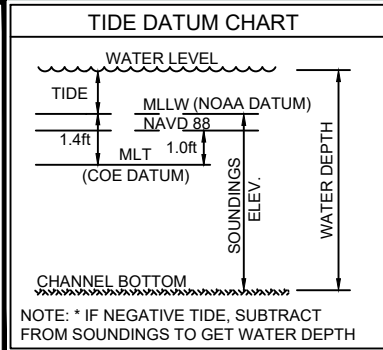 TIDE DATUM CHART
WATER LEVEL
TIDE
MLLW (NOAA DATUM)
NAVD 88
1.4ft
MLT
1.0ft
(COE DATUM)
SOUNDINGS
ELEV.
WATER DEPTH
CHANNEL BOTTOM
NOTE: * IF NEGATIVE TIDE, SUBTRACT
FROM SOUNDINGS TO GET WATER DEPTH